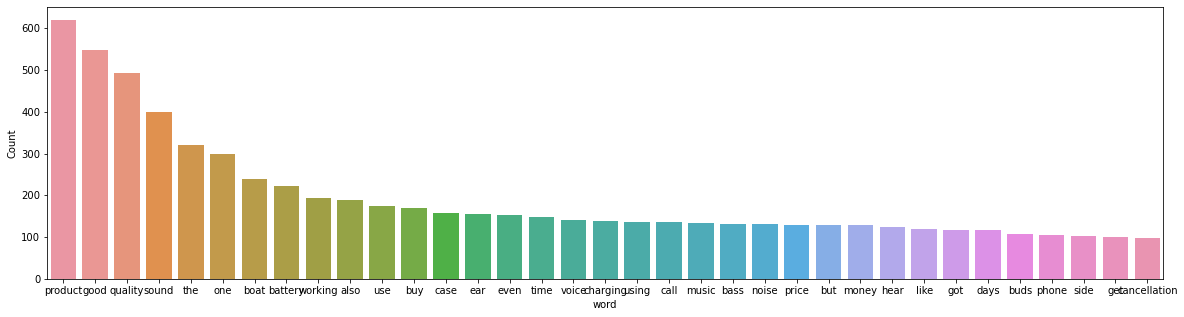 600
500
400
300
200
100
0
Count
product good quality sound the one boat battery working also use buy case ear even time voice charging using call music bass noise price but money hear like got days buds phone side get cancellation
word